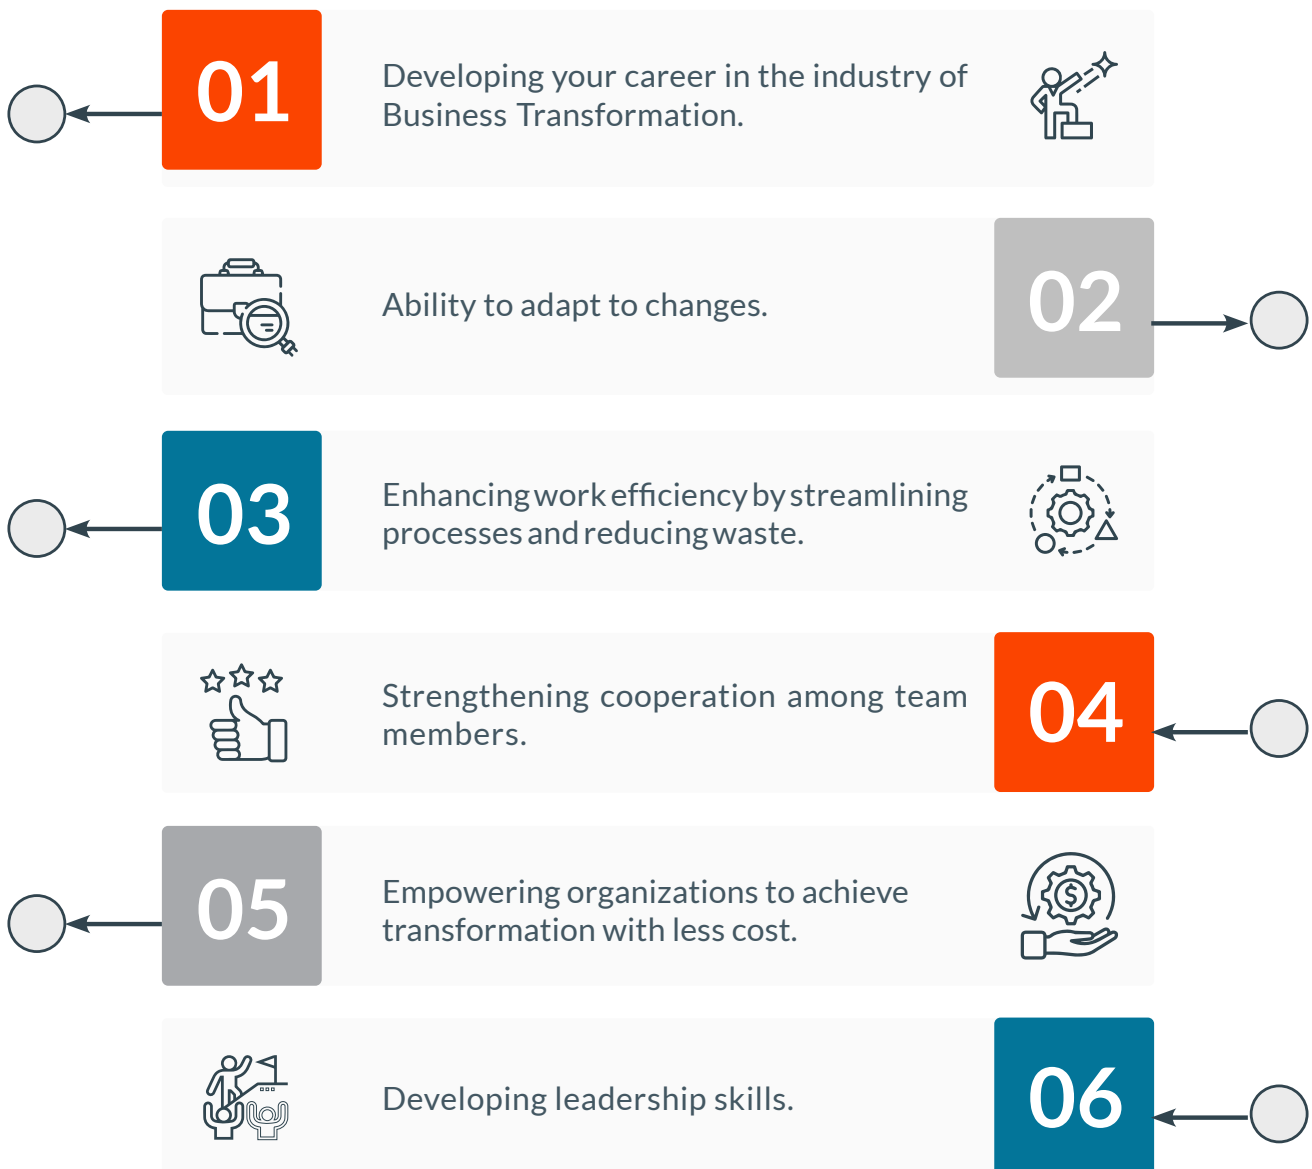 01
Developing your career in the industry of
Business Transformation.
Ability to adapt to changes.
02
03
Enhancing work efficiency by streamlining
processes and reducing waste.
Strengthening cooperation among team
members.
04
05
Empowering organizations to achieve
transformation with less cost.
$
Developing leadership skills.
06